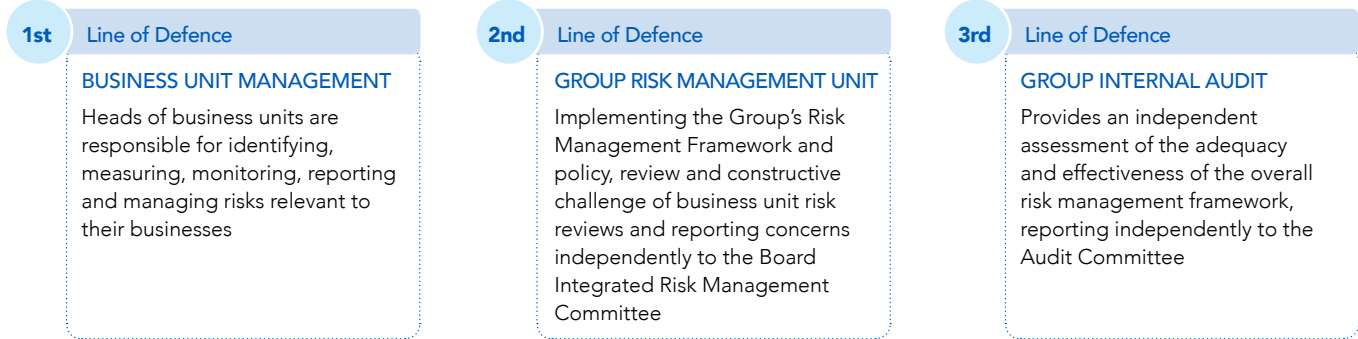 1st Line of Defence
BUSINESS UNIT MANAGEMENT
Heads of business units are
responsible for identifying,
measuring, monitoring, reporting
and managing risks relevant to
their businesses
2nd Line of Defence
GROUP RISK MANAGEMENT UNIT
Implementing the Group’s Risk
Management Framework and
policy, review and constructive
challenge of business unit risk
reviews and reporting concerns
independently to the Board
Integrated Risk Management
Committee
3rd Line of Defence
GROUP INTERNAL AUDIT
Provides an independent
assessment of the adequacy
and effectiveness of the overall
risk management framework,
reporting independently to the
Audit Committee